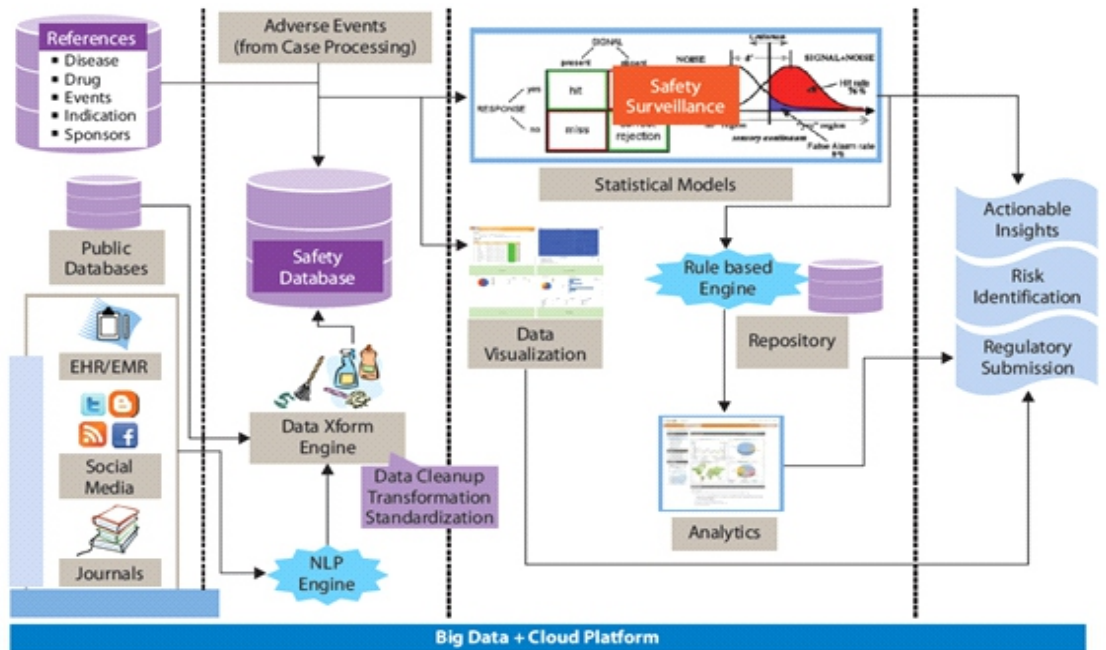 References
▪ Disease
▪ Drug
▪ Events
▪ Indication
▪ Sponsors
Public
Databases
EHR/EMR
Social
Media
Journals
Adverse Events
(from Case Processing)
Safety
Database
Data Xform
Engine
Data Cleanup
Transformation
Standardization
NLP
Engine
SIGNAL
present
RESPONSE
yes
no
hit
miss
rejection
Safety
Surveillance
NOISE
d'
SIGNAL+NOISE
Hit rate
region
False Alarm rate
Statistical Models
Data
Visualization
Rule based
Engine
Repository
Analytics
Actionable
Insights
Risk
Identification
Regulatory
Submission
Big Data + Cloud Platform